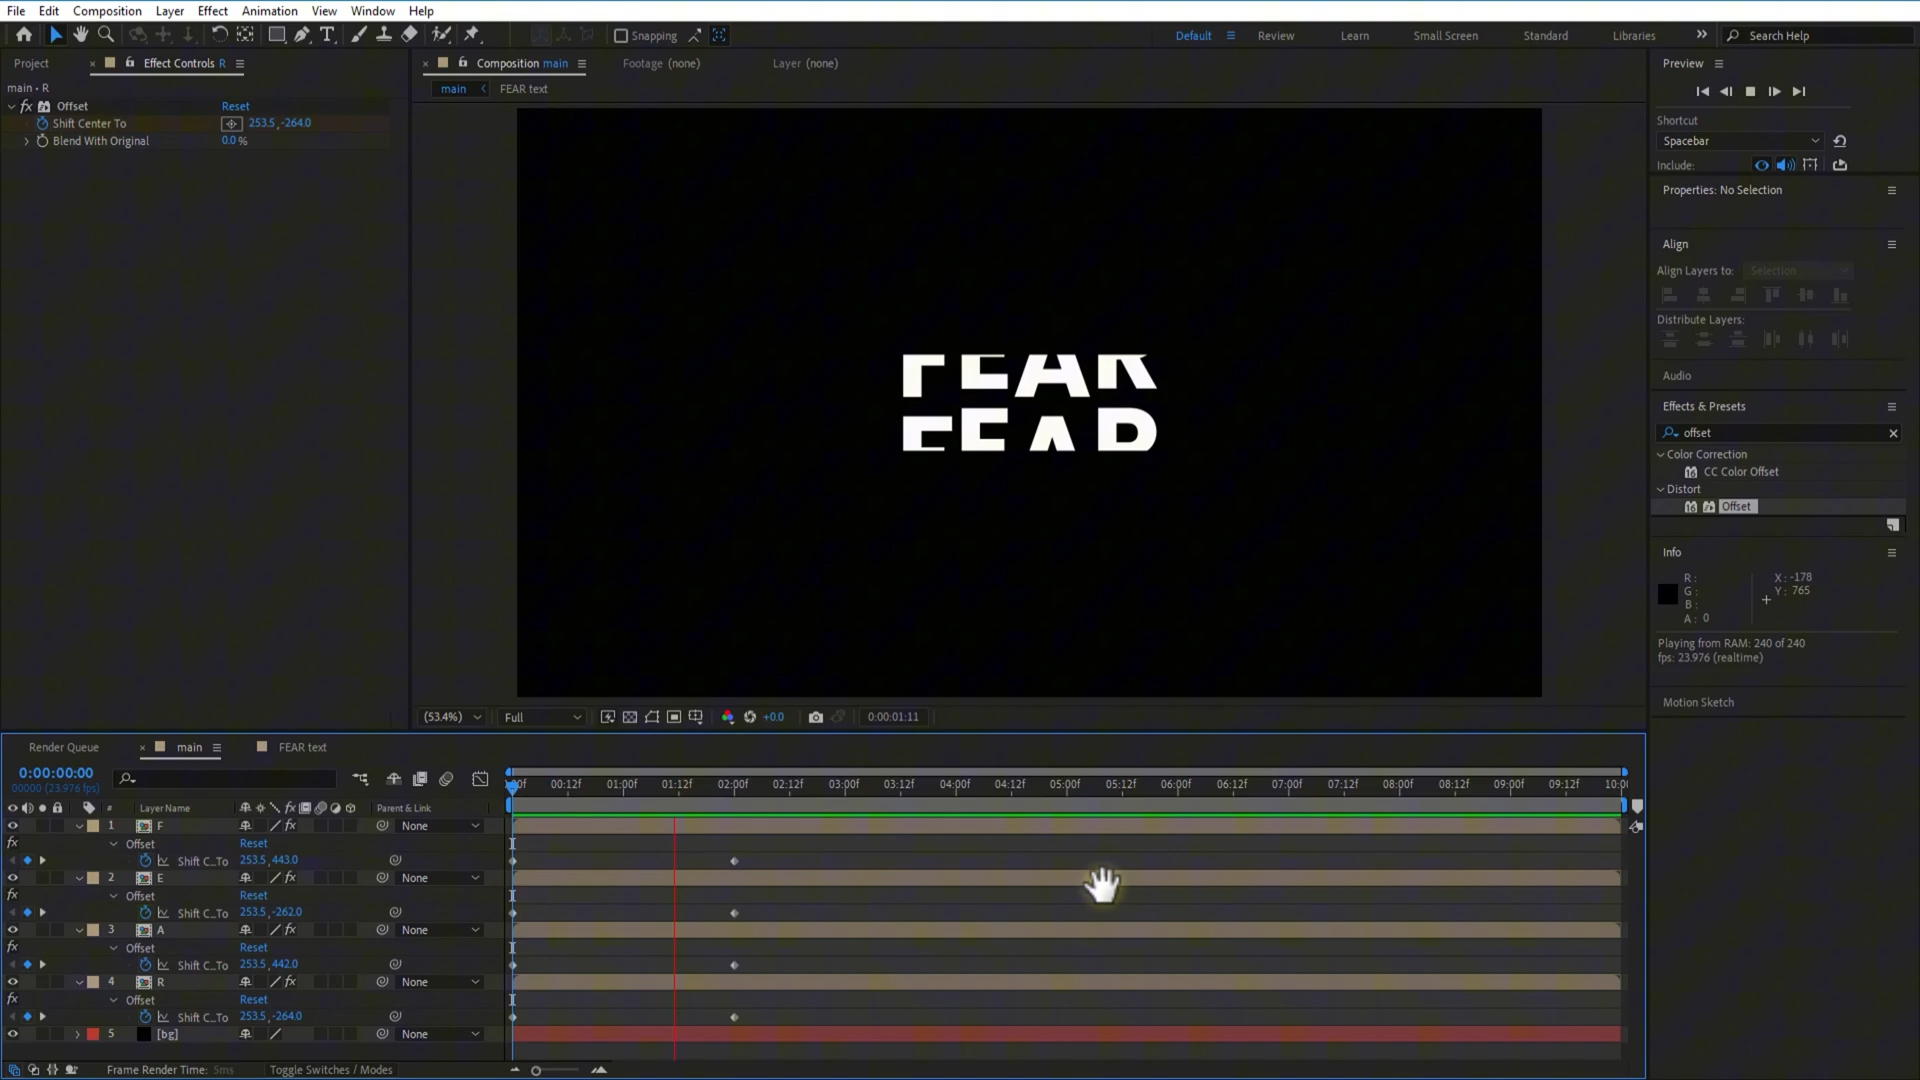 File Edit Composition Layer Effect Animation View Window Help
Snapping
Default Review Learn Small Screen Standard Libraries Search Help
Project Effect Controls R
Composition main Footage (none) Layer (none)
Preview
main • R
main FEAR text
Offset Reset
Shift Center To 253.5,-264.0
Blend With Original 0.0 %
Shortcut
Spacebar
Include:
Properties: No Selection
Align
Align Layers to: Selection
Distribute Layers:
Audio
Effects & Presets
offset
Color Correction
CC Color Offset
Distort
Offset
Info
R:
G:
B:
A: 0
X: -178
Y: 765
Playing from RAM: 240 of 240
fps: 23.976 (realtime)
Motion Sketch
FEAR
FEAR
(53.4%) Full +0.0 0:00:01:11
Render Queue main FEAR text
0:00:00:00
00000 (23.976 fps)
00:12f 01:00f 01:12f 02:00f 02:12f 03:00f 03:12f 04:00f 04:12f 05:00f 05:12f 06:00f 06:12f 07:00f 07:12f 08:00f 08:12f 09:00f 09:12f 10:0
# Layer Name Parent & Link
1 F None
Offset Reset
Shift C...To 253.5,443.0
2 E None
Offset Reset
Shift C...To 253.5,-262.0
3 A None
Offset Reset
Shift C...To 253.5,442.0
4 R None
Offset Reset
Shift C...To 253.5,-264.0
5 [bg] None
Frame Render Time: 5ms Toggle Switches / Modes